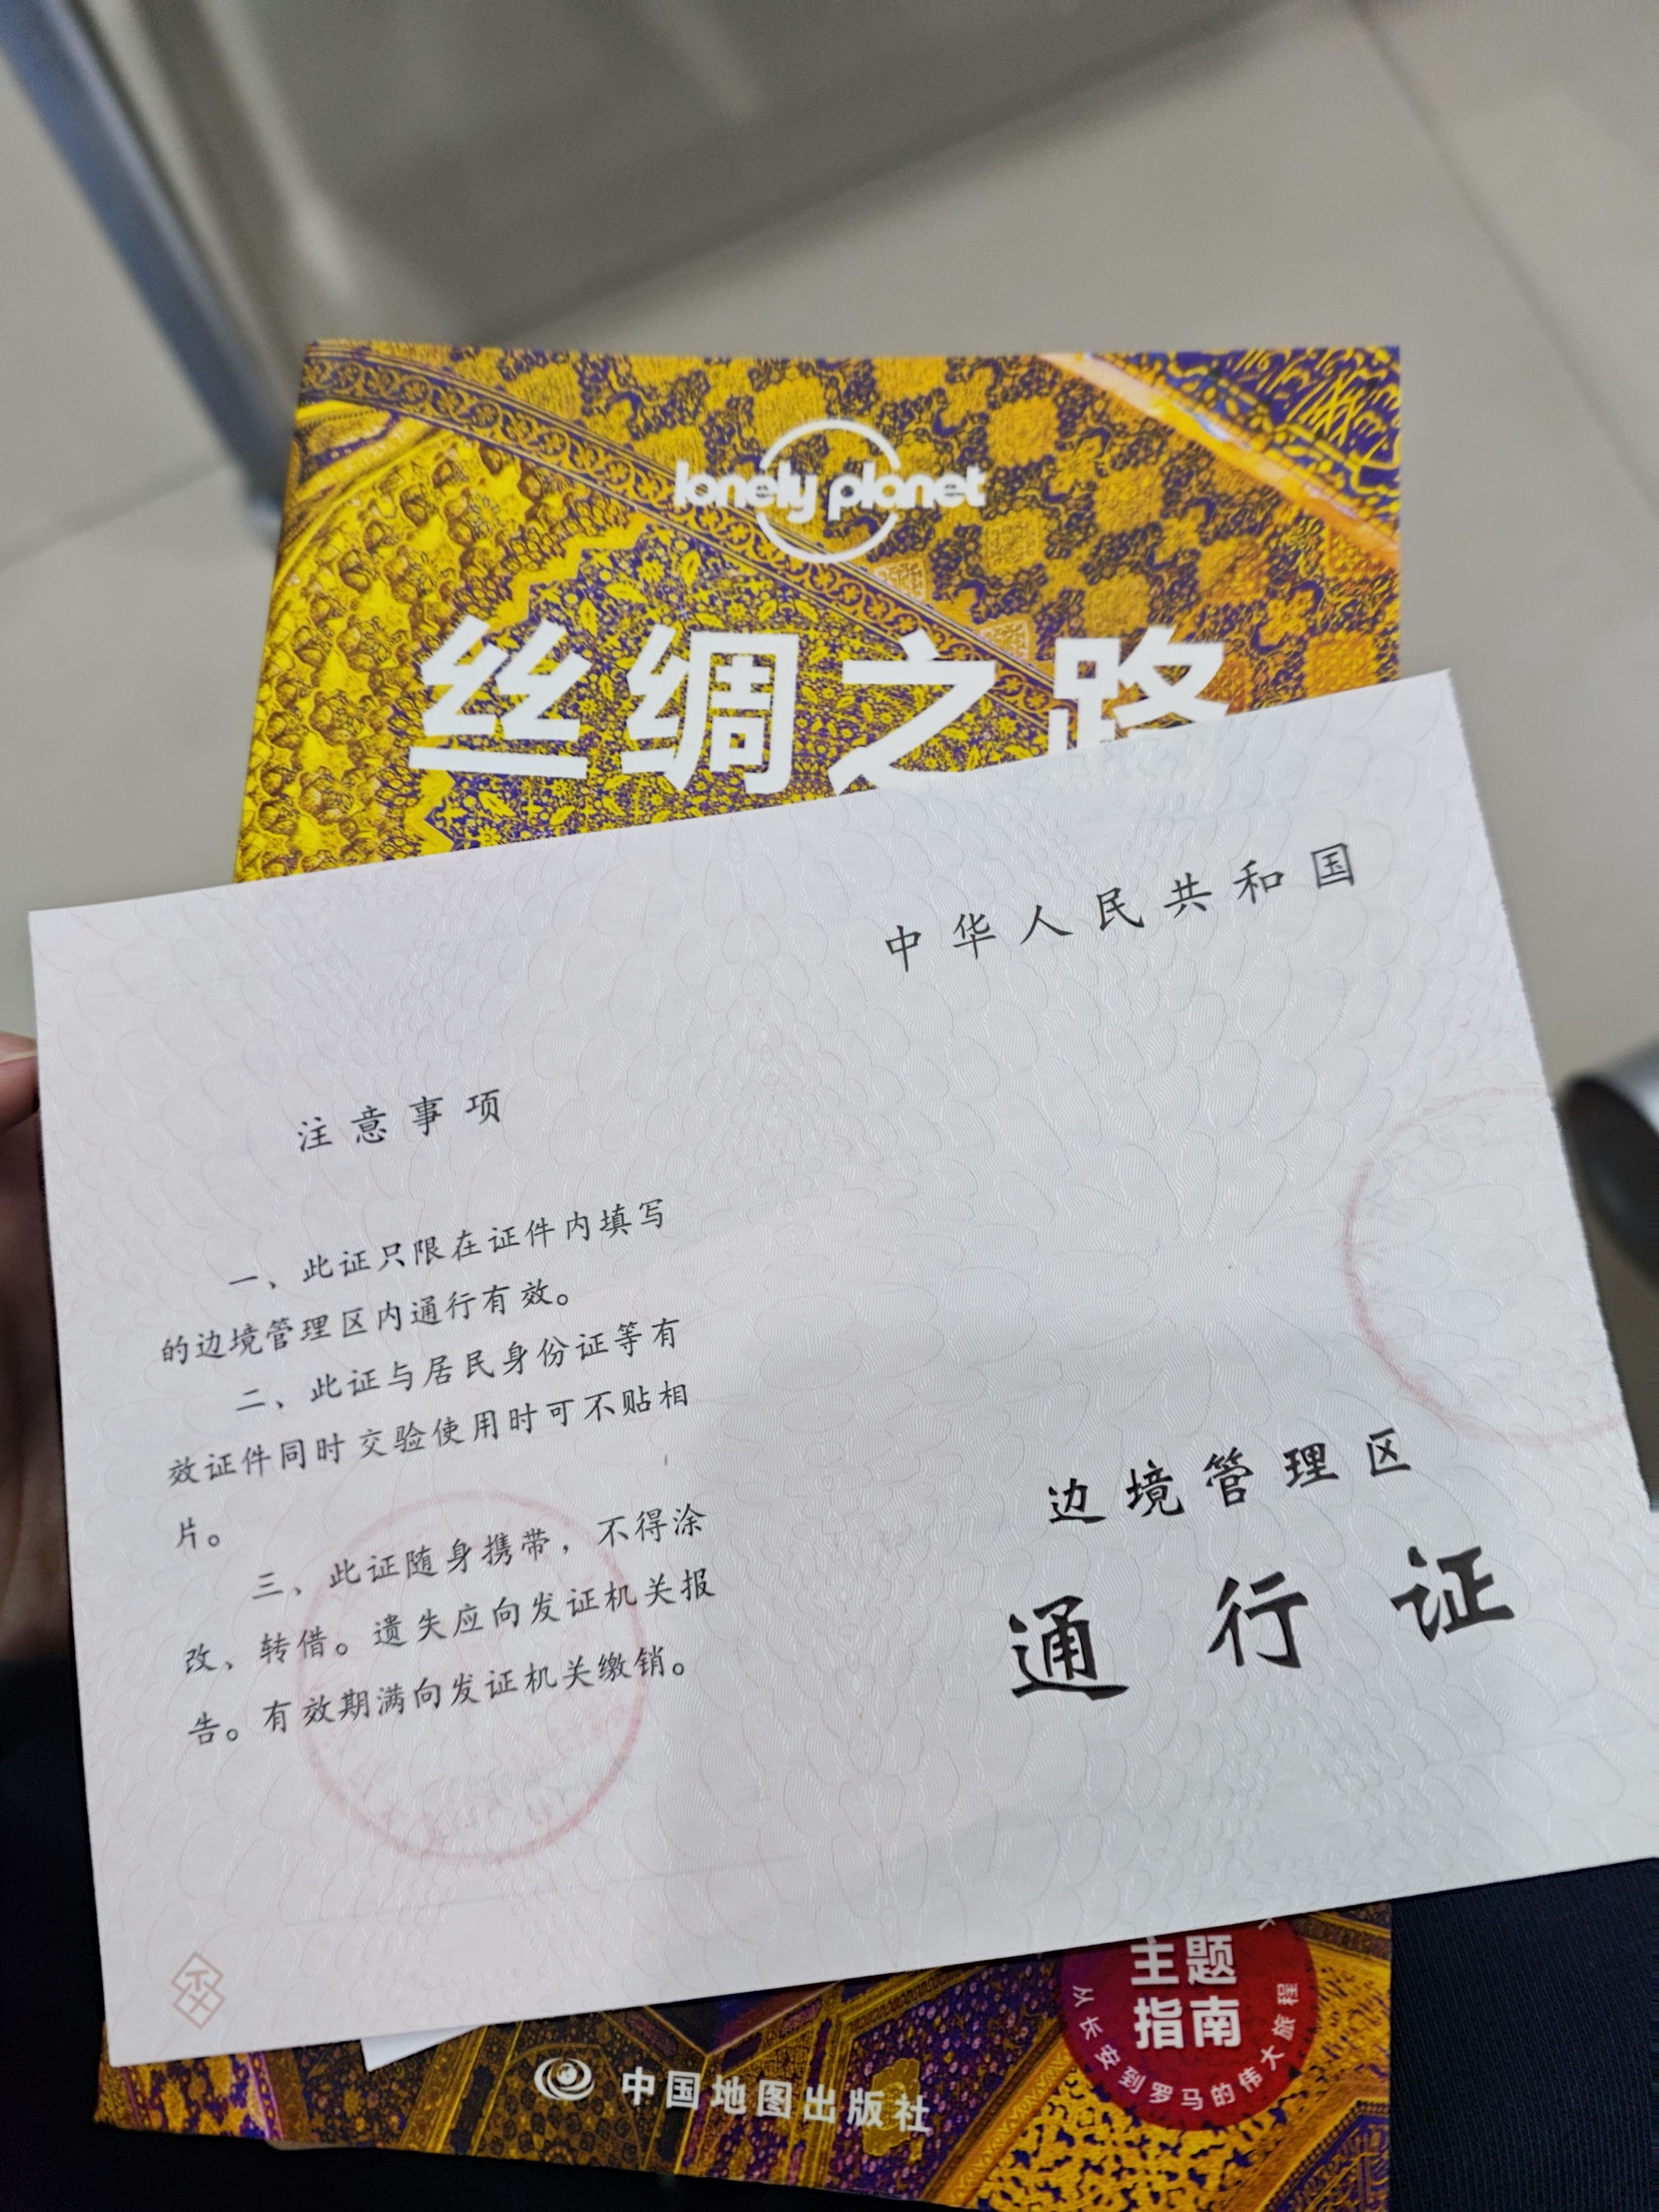 lonely planet
丝绸之路
中华人民共和国
边境管理区
通行证
注意事项
一、此证只限在证件内填写
的边境管理区内通行有效。
二、此证与居民身份证等有
效证件同时交验使用时可不贴相
片。
三、此证随身携带，不得涂
改、转借。遗失应向发证机关报
告。有效期满向发证机关缴销。
主题
指南
从长安到罗马的伟大旅程
中国地图出版社